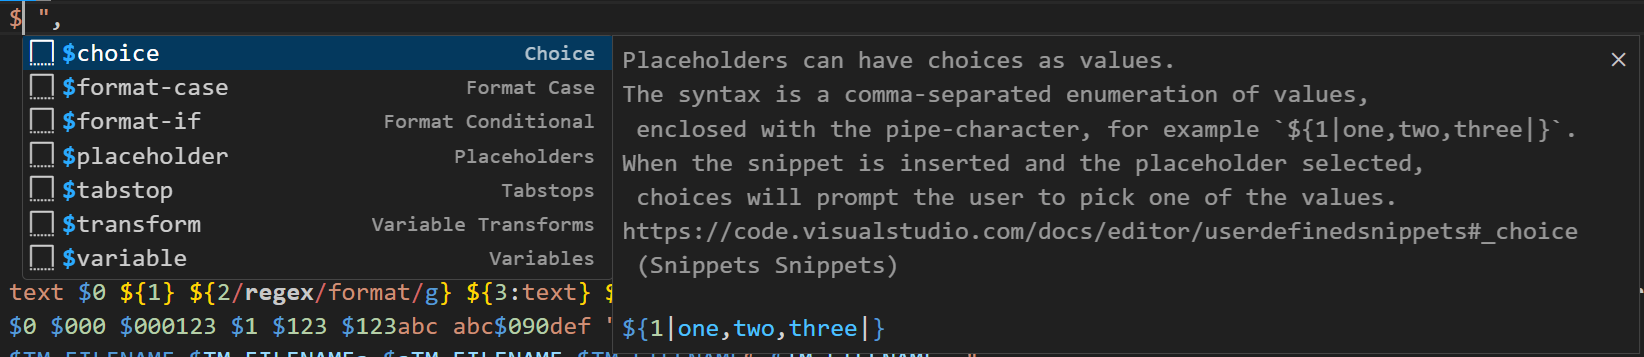 $ ",
$choice Choice
$format-case Format Case
$format-if Format Conditional
$placeholder Placeholders
$tabstop Tabstops
$transform Variable Transforms
$variable Variables
Placeholders can have choices as values.
The syntax is a comma-separated enumeration of values,
enclosed with the pipe-character, for example `${1|one,two,three|}`.
When the snippet is inserted and the placeholder selected,
choices will prompt the user to pick one of the values.
https://code.visualstudio.com/docs/editor/userdefinedsnippets#_choice
(Snippets Snippets)
${1|one,two,three|}
text $0 ${1} ${2/regex/format/g} ${3:text} $
$0 $000 $000123 $1 $123 $123abc abc$090def "